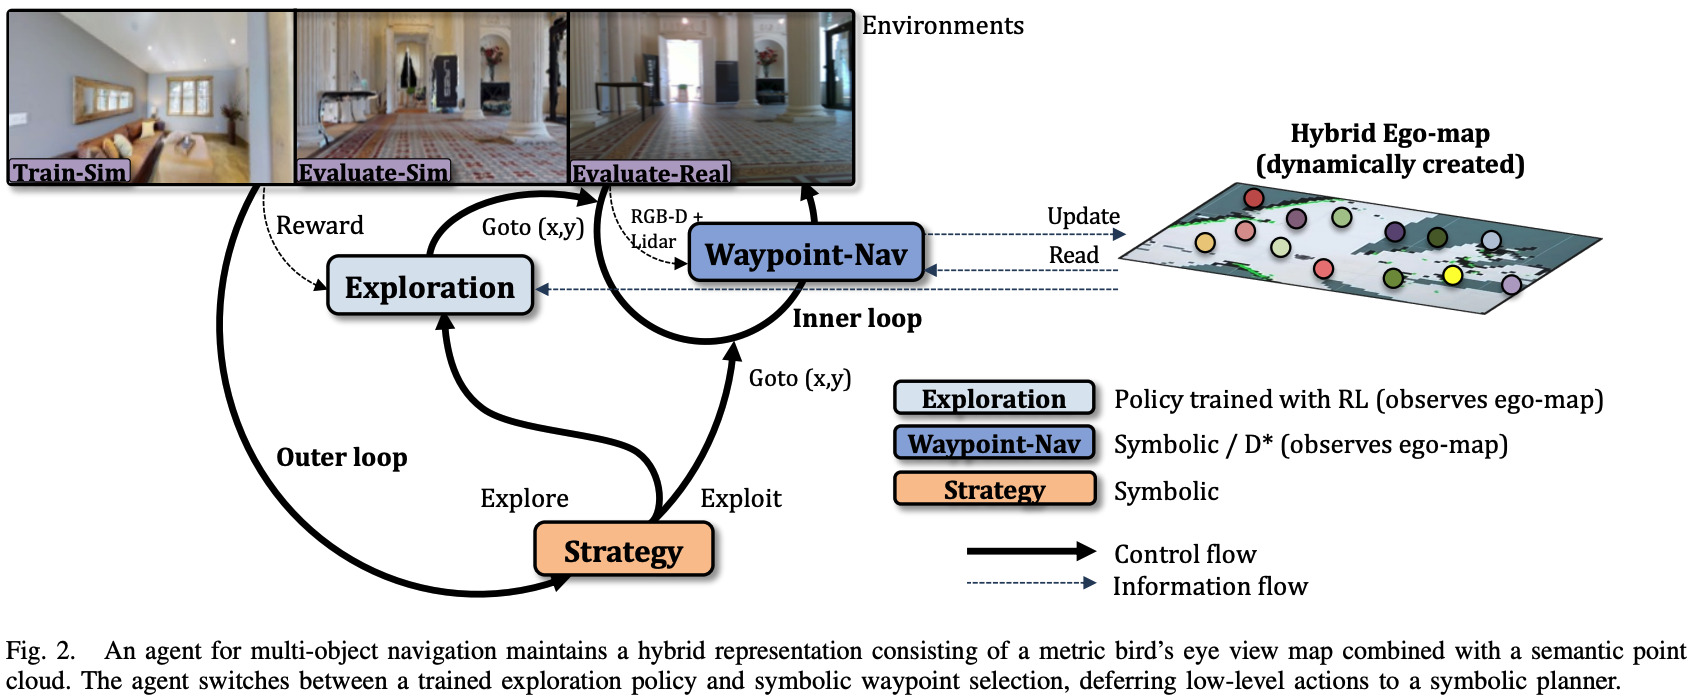 Environments
Train-Sim
Evaluate-Sim
Evaluate-Real
Hybrid Ego-map
(dynamically created)
Reward
Goto (x,y)
RGB-D +
Lidar
Waypoint-Nav
Update
Read
Exploration
Inner loop
Goto (x,y)
Outer loop
Explore
Exploit
Strategy
Exploration Policy trained with RL (observes ego-map)
Waypoint-Nav Symbolic / D* (observes ego-map)
Strategy Symbolic
Control flow
Information flow
Fig. 2. An agent for multi-object navigation maintains a hybrid representation consisting of a metric bird's eye view map combined with a semantic point
cloud. The agent switches between a trained exploration policy and symbolic waypoint selection, deferring low-level actions to a symbolic planner.